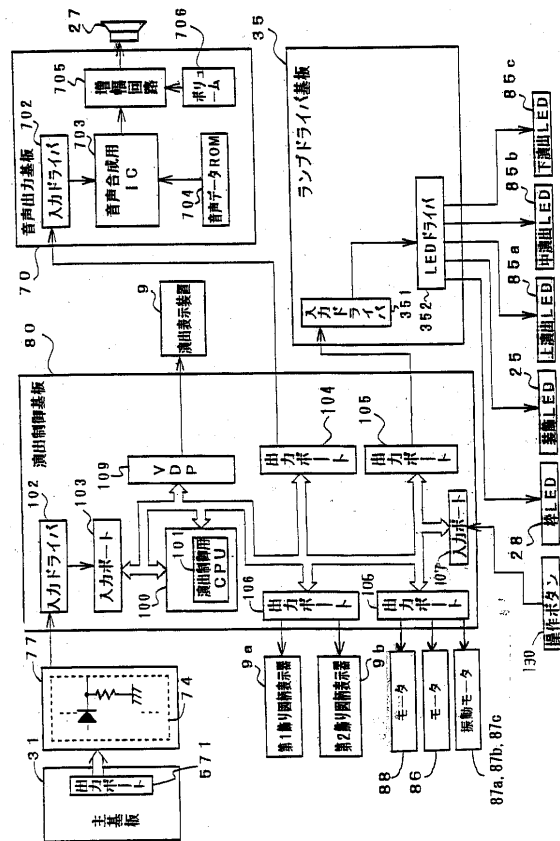 主基板
31
出力ポート
571
77
74
演出制御基板
80
入力ドライバ
102
入力ポート
103
演出制御用
CPU
101
100
VDP
109
演出表示装置
9
出力ポート
104
出力ポート
105
出力ポート
106
出力ポート
106
入力ポート
107
第1飾り図柄表示器
9a
第2飾り図柄表示器
9b
モータ
88
モータ
86
振動モータ
87a, 87b, 87c
操作ボタン
130
音声出力基板
70
入力ドライバ
702
音声合成用
IC
703
音声データROM
704
増幅
回路
705
ボリュ
ーム
706
27
ランプドライバ基板
35
入力ド
ライバ
351
LEDドライバ
352
枠LED
28
装飾LED
25
上演出LED
85a
中演出LED
85b
下演出LED
85c